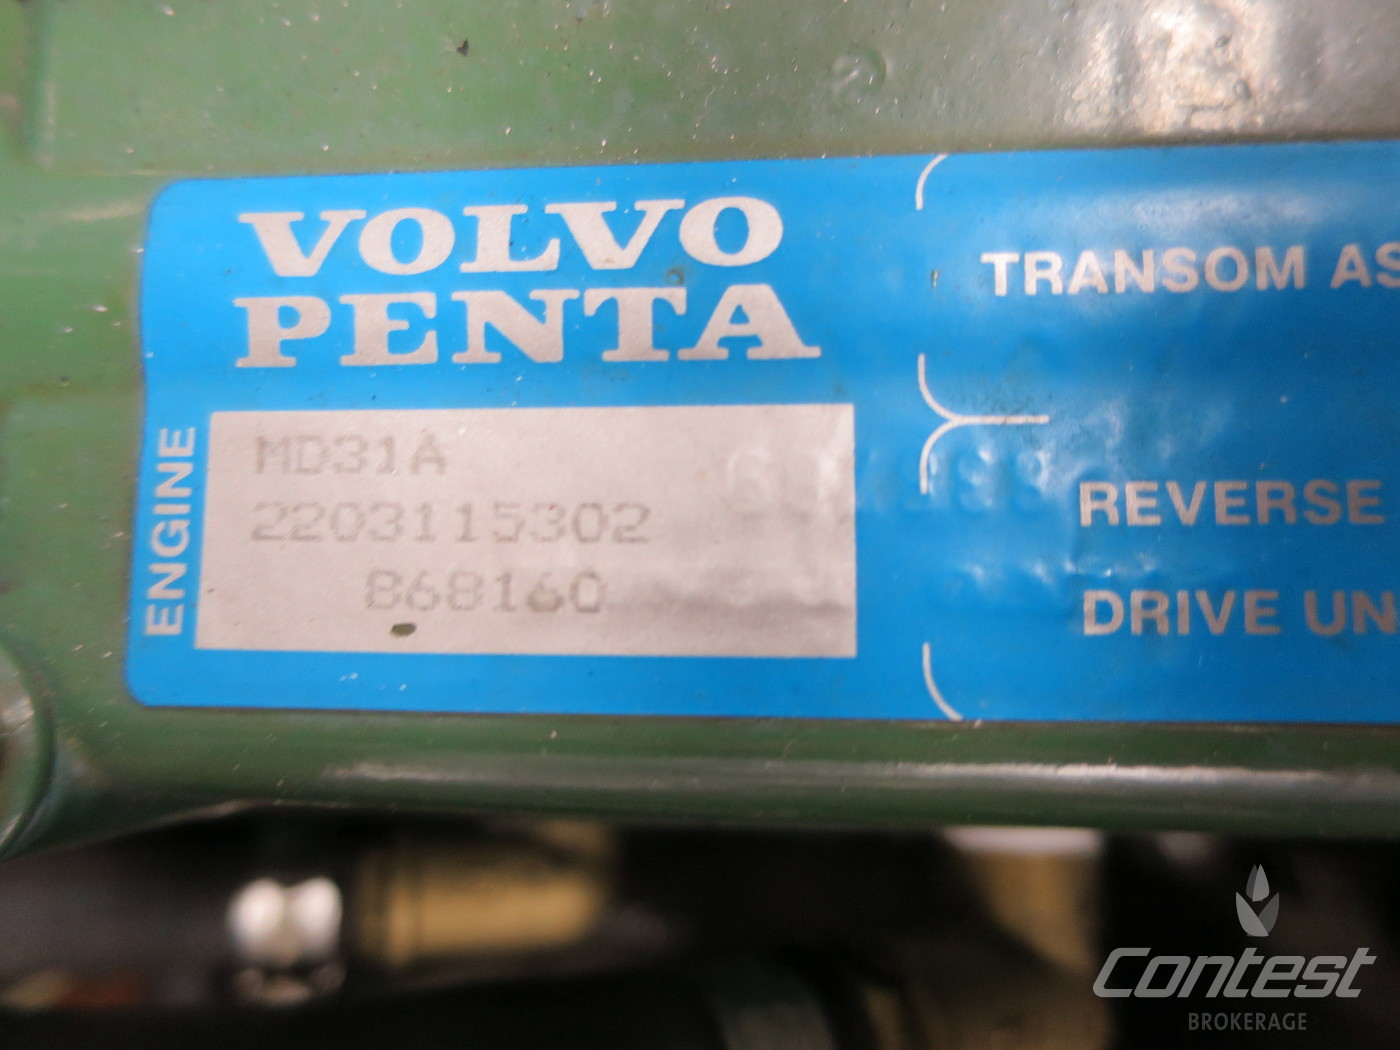 VOLVO
PENTA
ENGINE
MD31A
2203115302
868160
TRANSOM AS
REVERSE
DRIVE UN
Contest
BROKERAGE